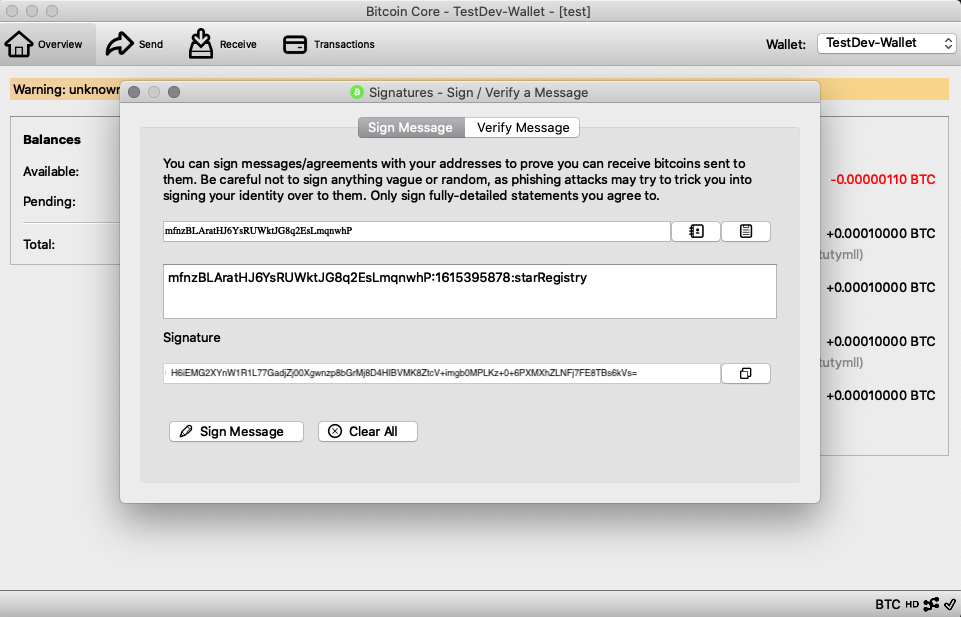 Bitcoin Core - TestDev-Wallet - [test]
Overview
Send
Receive
Transactions
Wallet:
TestDev-Wallet
Warning: unknown
Signatures - Sign / Verify a Message
Balances
Available:
Pending:
Total:
Sign Message
Verify Message
You can sign messages/agreements with your addresses to prove you can receive bitcoins sent to
them. Be careful not to sign anything vague or random, as phishing attacks may try to trick you into
signing your identity over to them. Only sign fully-detailed statements you agree to.
mfnzBLAratHJ6YsRUWktJG8q2EsLmqnwhP
mfnzBLAratHJ6YsRUWktJG8q2EsLmqnwhP:1615395878:starRegistry
Signature
H6iEMG2XYnW1R1L77GadjZj00Xgwnzp8bGrMj8D4HIBVMK8ZtcV+imgb0MPLKz+0+6PXMXhZLNFj7FE8TBs6kVs=
Sign Message
Clear All
-0.00000110 BTC
+0.00010000 BTC
tutymll)
+0.00010000 BTC
+0.00010000 BTC
tutymll)
+0.00010000 BTC
BTC HD